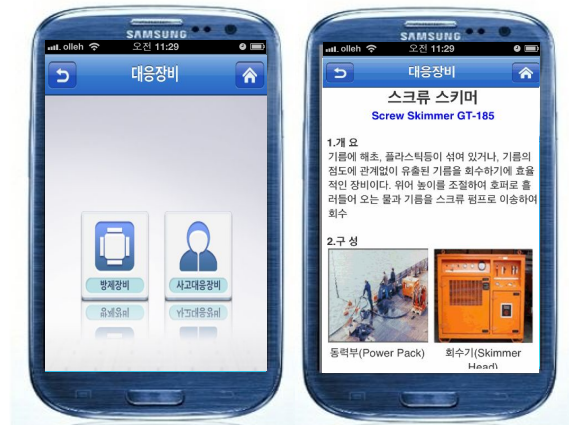 SAMSUNG
olleh 오전 11:29
대응장비
방제장비
사고대응장비
SAMSUNG
olleh 오전 11:29
대응장비
스크류 스키머
Screw Skimmer GT-185
1.개 요
기름에 해초, 플라스틱등이 섞여 있거나, 기름의
점도에 관계없이 유출된 기름을 회수하기에 효율
적인 장비이다. 위어 높이를 조절하여 호퍼로 흘
러들어 오는 물과 기름을 스크류 펌프로 이송하여
회수
2.구 성
동력부(Power Pack)
회수기(Skimmer
Head)